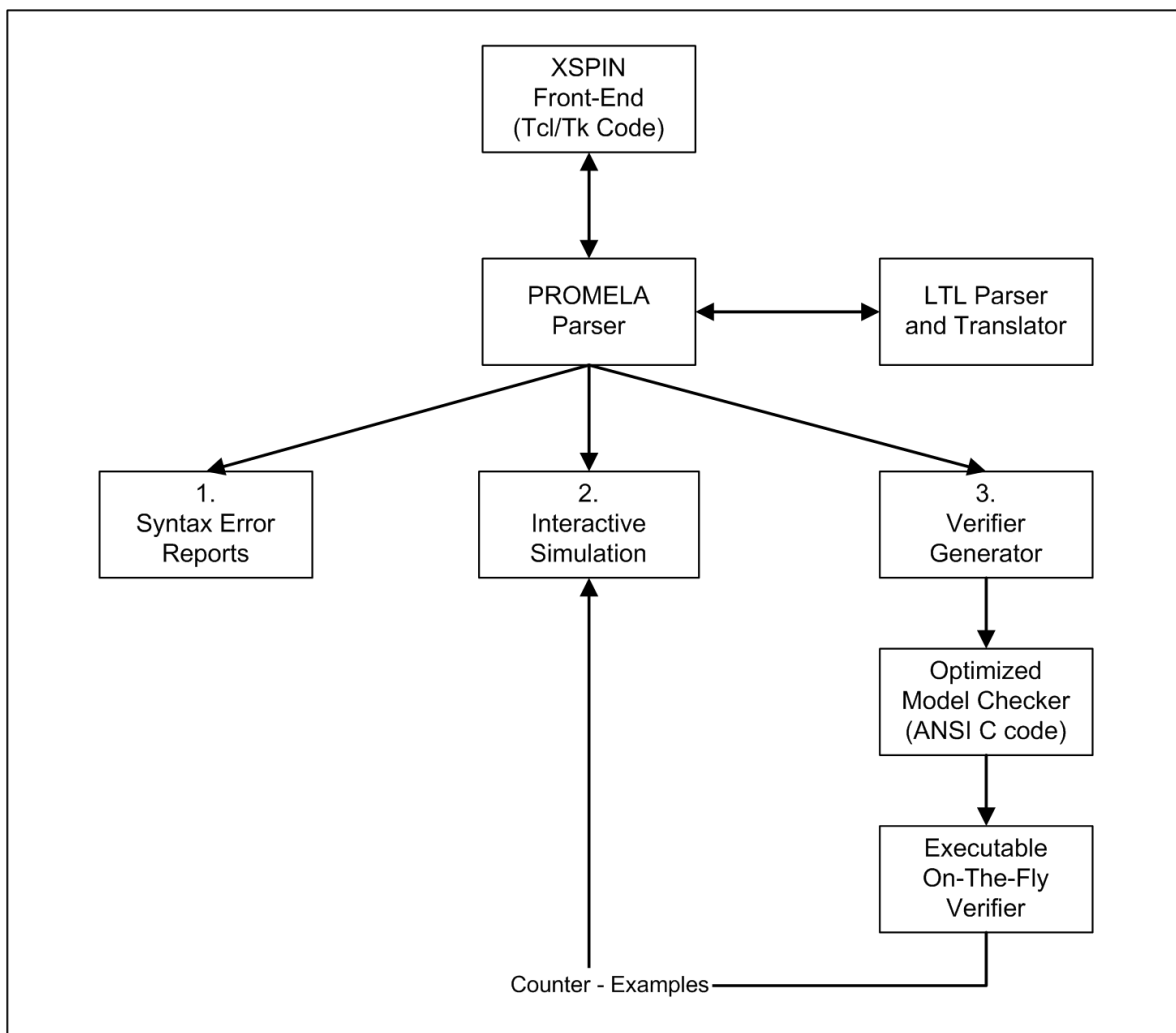 XSPIN
Front-End
(Tcl/Tk Code)
PROMELA
Parser
LTL Parser
and Translator
1.
Syntax Error
Reports
2.
Interactive
Simulation
3.
Verifier
Generator
Optimized
Model Checker
(ANSI C code)
Executable
On-The-Fly
Verifier
Counter - Examples